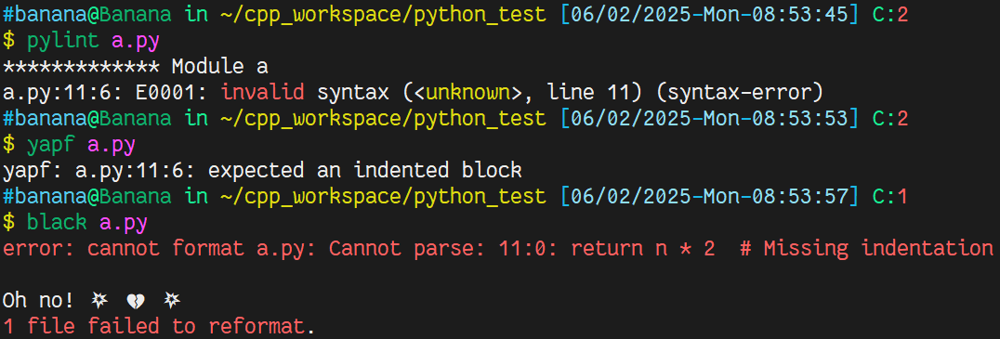 #banana@Banana in ~/cpp_workspace/python_test [06/02/2025-Mon-08:53:45] C:2
$ pylint a.py
************* Module a
a.py:11:6: E0001: invalid syntax (<unknown>, line 11) (syntax-error)
#banana@Banana in ~/cpp_workspace/python_test [06/02/2025-Mon-08:53:53] C:2
$ yapf a.py
yapf: a.py:11:6: expected an indented block
#banana@Banana in ~/cpp_workspace/python_test [06/02/2025-Mon-08:53:57] C:1
$ black a.py
error: cannot format a.py: Cannot parse: 11:0: return n * 2  # Missing indentation
Oh no! 💥 💔 💥
1 file failed to reformat.